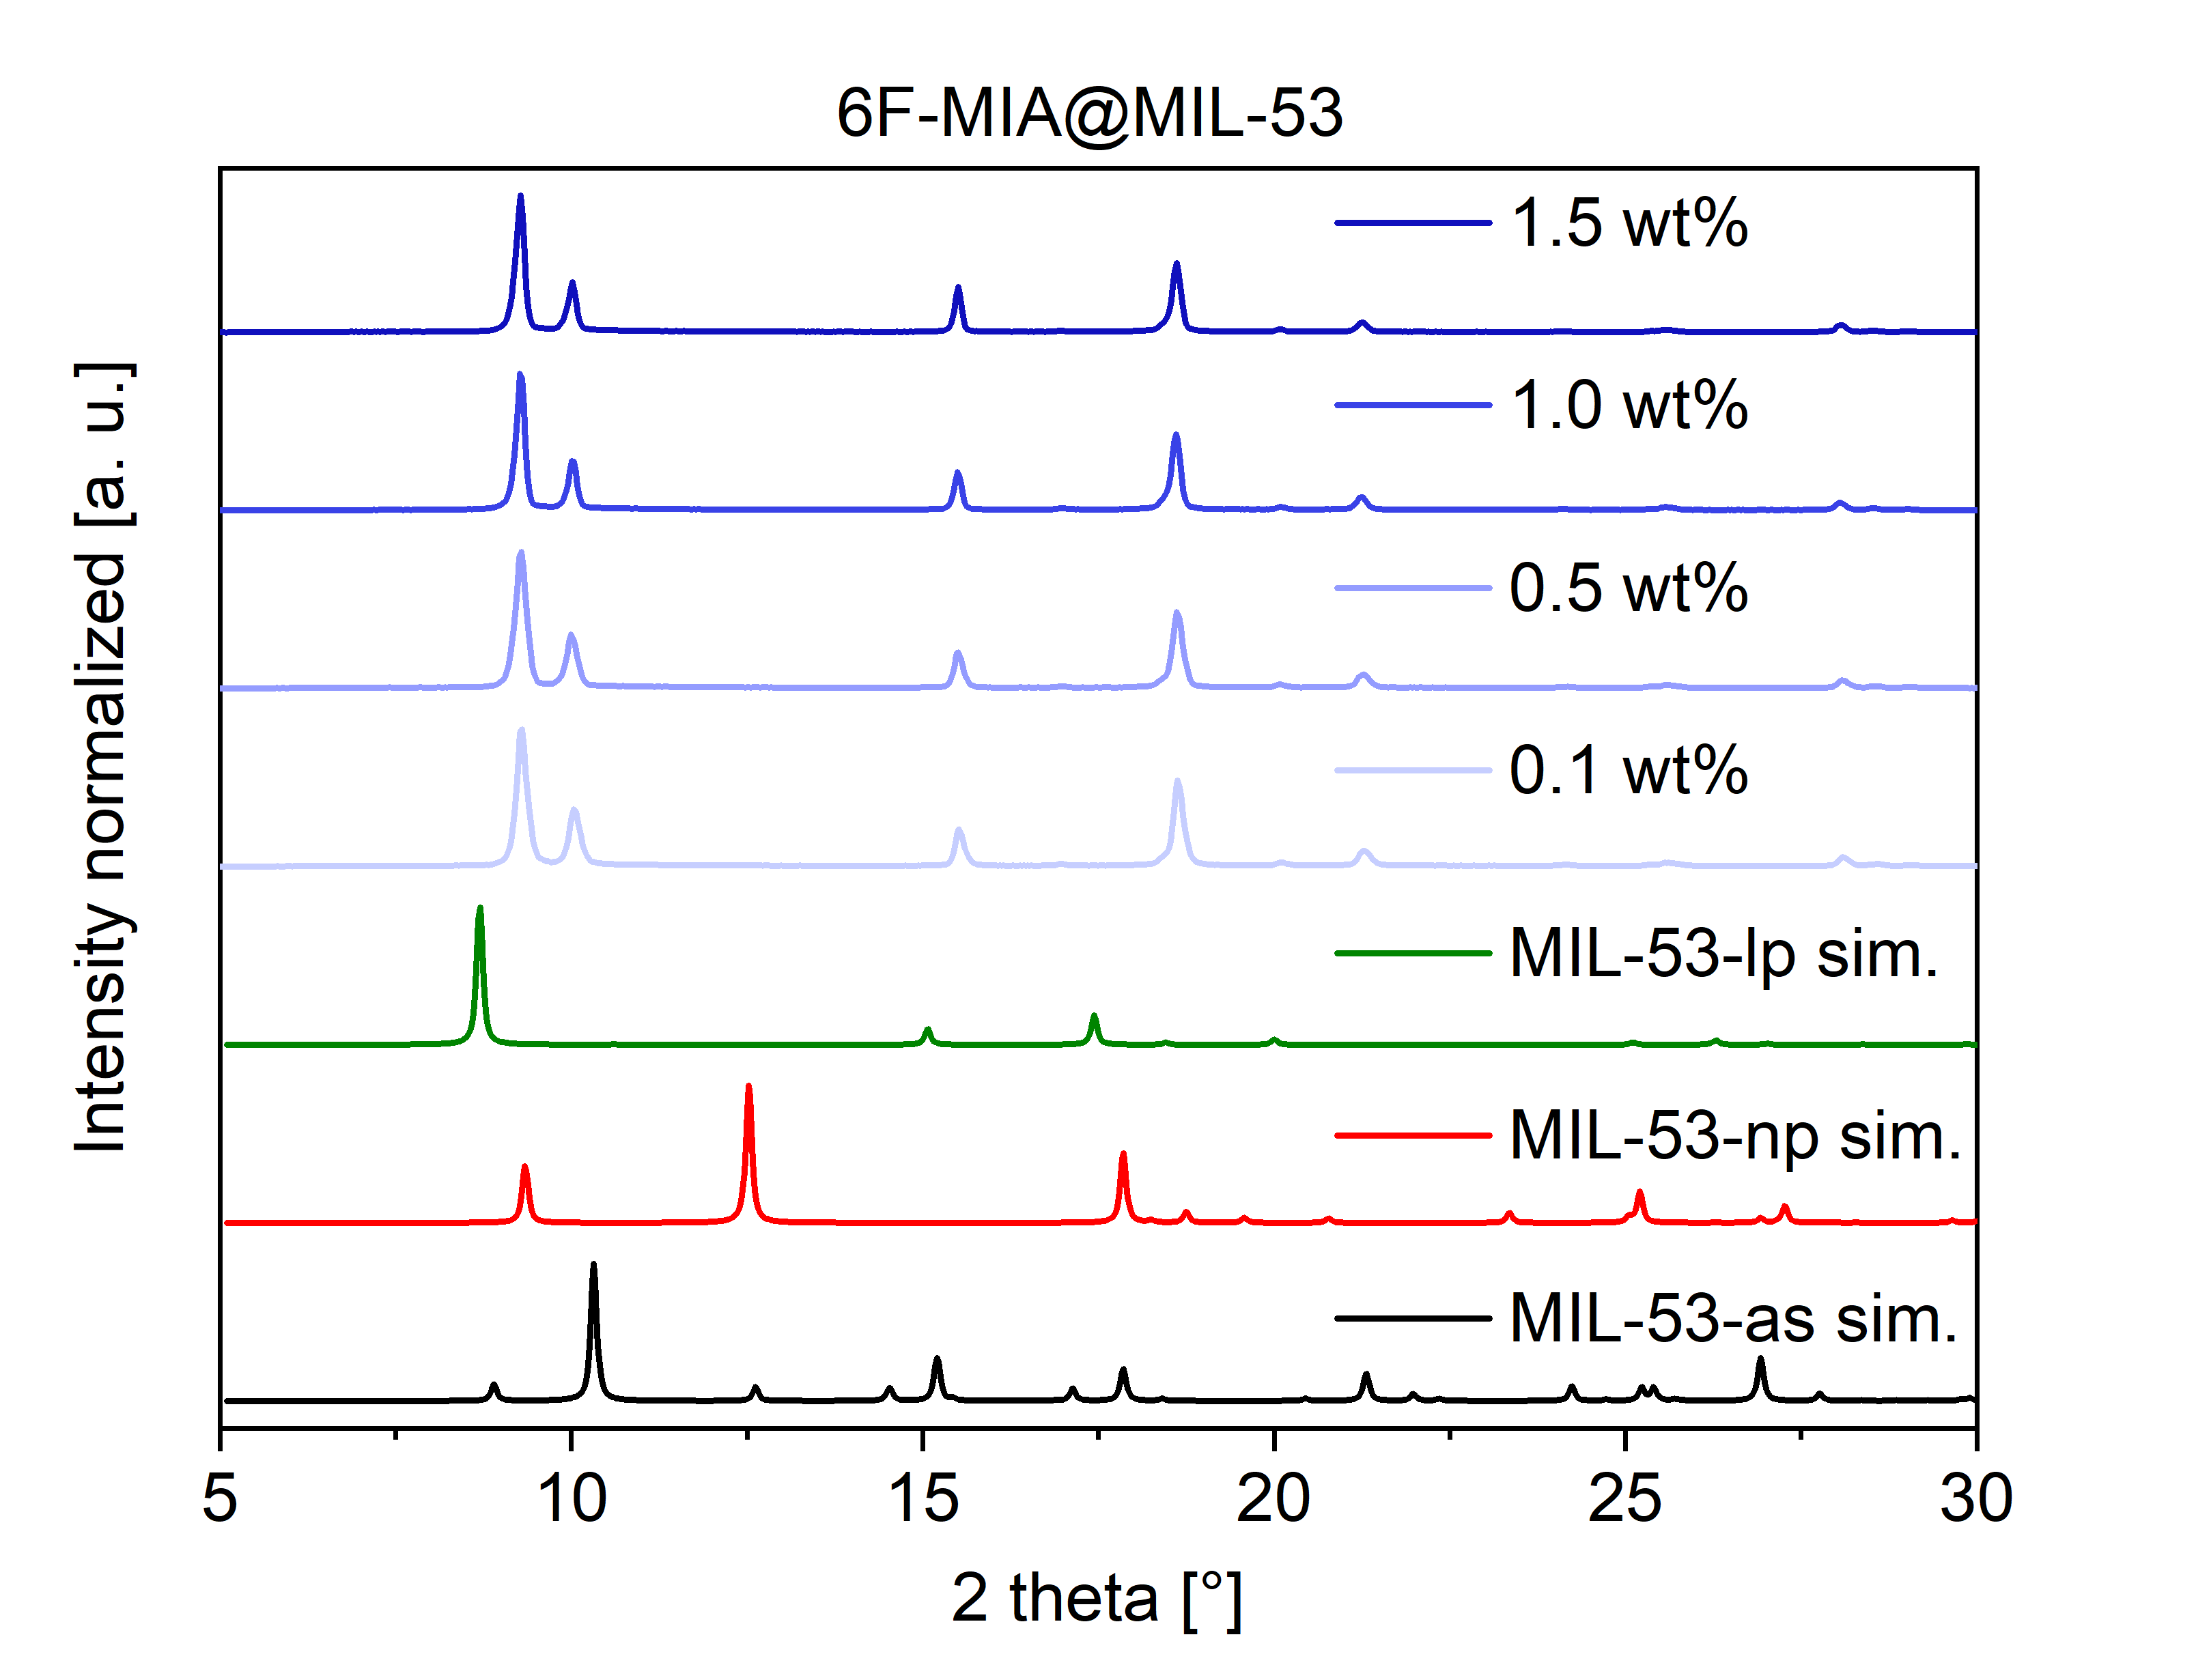 6F-MIA@MIL-53
1.5 wt%
1.0 wt%
0.5 wt%
0.1 wt%
MIL-53-lp sim.
MIL-53-np sim.
MIL-53-as sim.
Intensity normalized [a. u.]
5 10 15 20 25 30
2 theta [°]